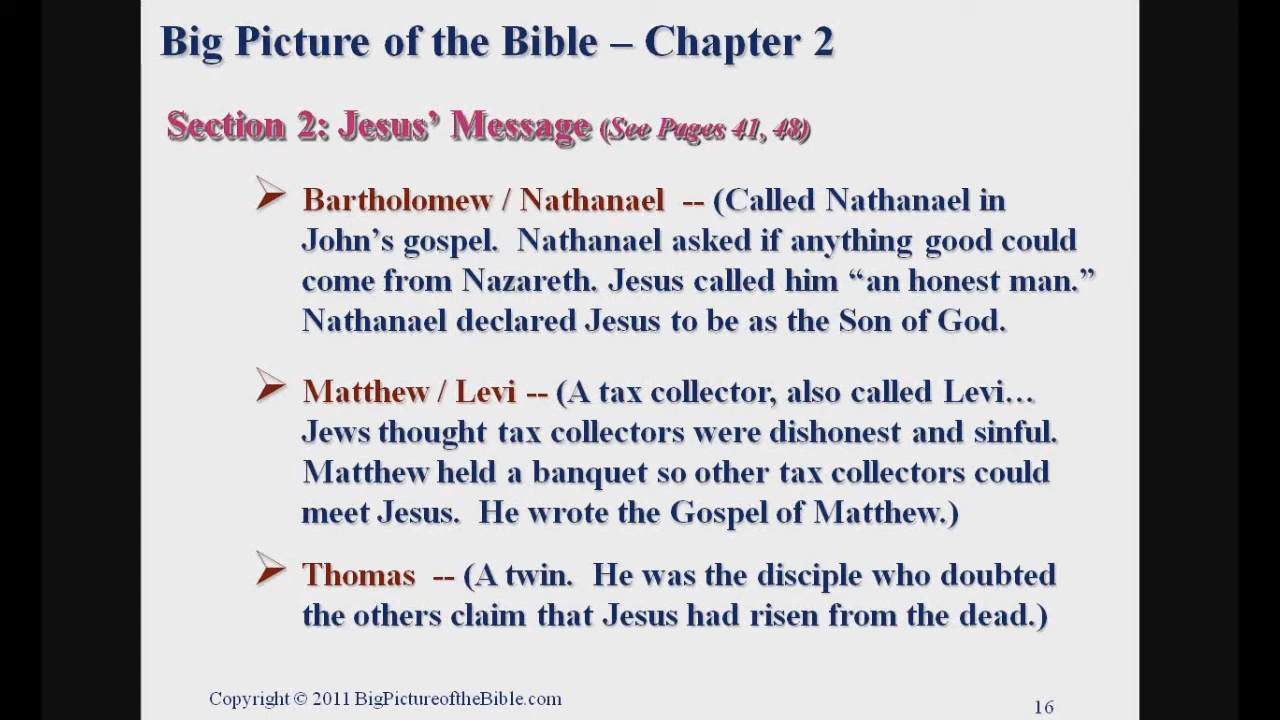 Big Picture of the Bible – Chapter 2
Section 2: Jesus’ Message (See Pages 41, 48)
Bartholomew / Nathanael -- (Called Nathanael in
John’s gospel. Nathanael asked if anything good could
come from Nazareth. Jesus called him “an honest man.”
Nathanael declared Jesus to be as the Son of God.
Matthew / Levi -- (A tax collector, also called Levi…
Jews thought tax collectors were dishonest and sinful.
Matthew held a banquet so other tax collectors could
meet Jesus. He wrote the Gospel of Matthew.)
Thomas -- (A twin. He was the disciple who doubted
the others claim that Jesus had risen from the dead.)
Copyright © 2011 BigPictureoftheBible.com
16